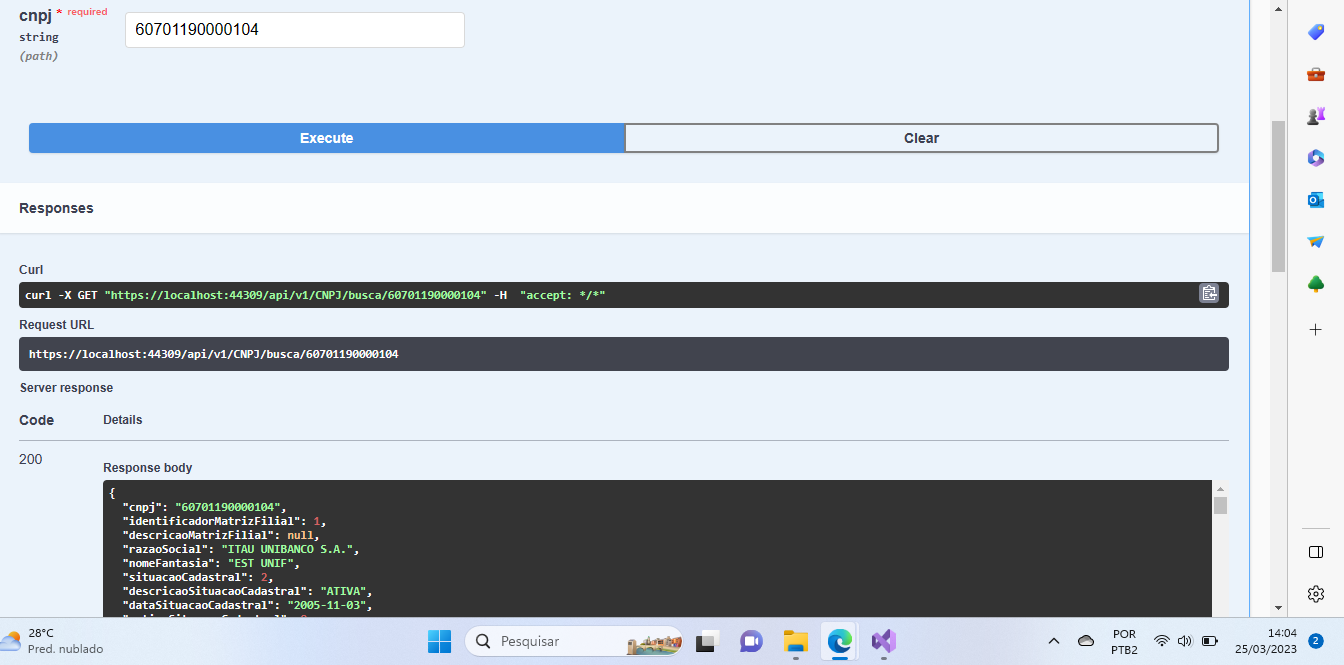 cnpj * required
string
(path)
60701190000104
Execute
Clear
Responses
Curl
curl -X GET "https://localhost:44309/api/v1/CNPJ/busca/60701190000104" -H  "accept: */*"
Request URL
https://localhost:44309/api/v1/CNPJ/busca/60701190000104
Server response
Code
Details
200
Response body
{
"cnpj": "60701190000104",
"identificadorMatrizFilial": 1,
"descricaoMatrizFilial": null,
"razaoSocial": "ITAU UNIBANCO S.A.",
"nomeFantasia": "EST UNIF",
"situacaoCadastral": 2,
"descricaoSituacaoCadastral": "ATIVA",
"dataSituacaoCadastral": "2005-11-03",
28°C
Pred. nublado
Pesquisar
POR
PTB2
14:04
25/03/2023
2